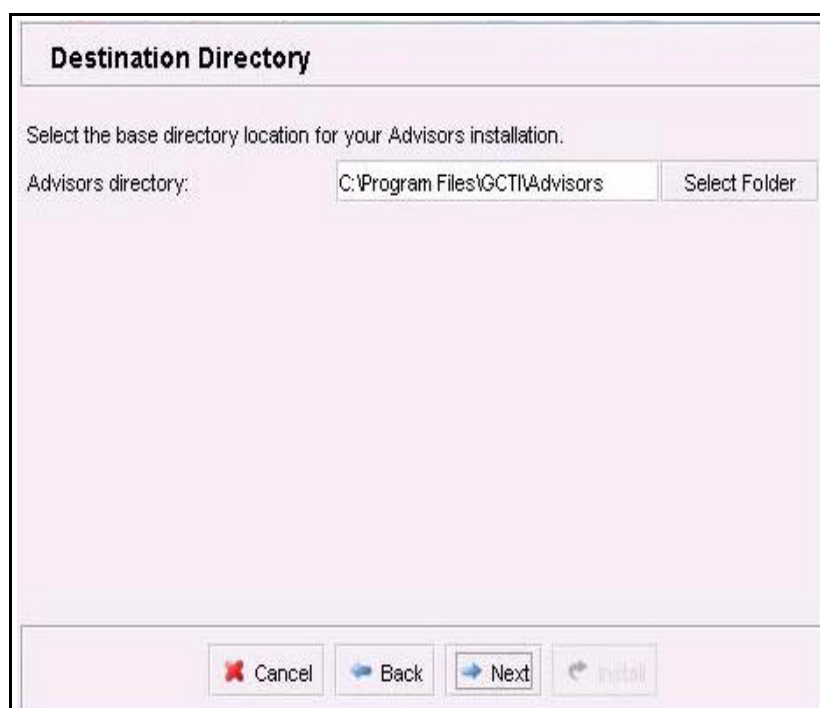 Destination Directory
Select the base directory location for your Advisors installation.
Advisors directory: C:\Program Files\GCTI\Advisors Select Folder
Cancel Back Next Install